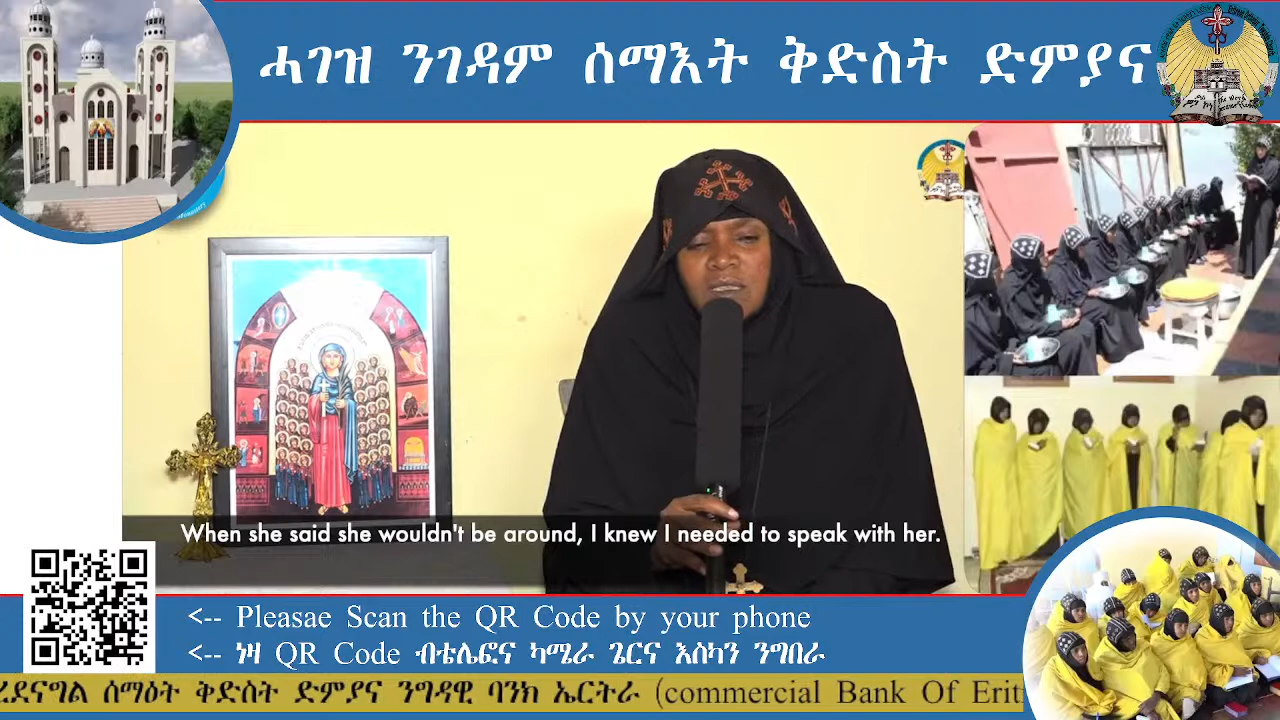 ሓገዝ ንገዳም ሰማእት ቅድስት ድምያና
When she said she wouldn't be around, I knew I needed to speak with her.
<-- Pleasae Scan the QR Code by your phone
<-- ነዛ QR Code ብቴሌፎና ካሜራ ጌርና እስካን ንግበራ
ረደናግል ሰማዕት ቅድስት ድምያና ንግዳዊ ባንክ ኤርትራ (commercial Bank Of Erit